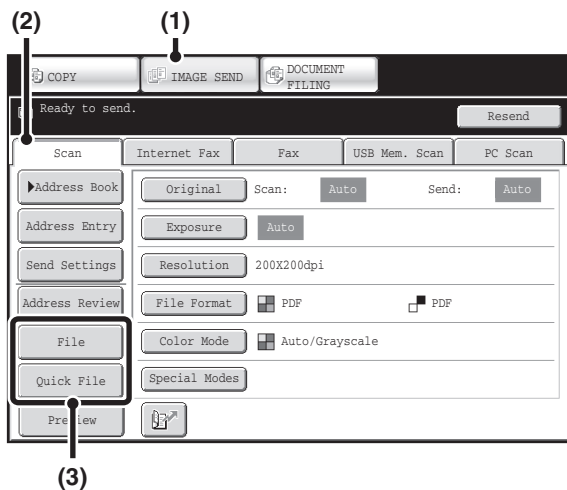 (2) (1)
COPY IMAGE SEND DOCUMENT
FILING
Ready to send.
Resend
Scan Internet Fax Fax USB Mem. Scan PC Scan
Address Book Original Scan: Auto Send: Auto
Address Entry Exposure Auto
Send Settings Resolution 200X200dpi
Address Review File Format PDF PDF
File Color Mode Auto/Grayscale
Quick File Special Modes
Preview
(3)